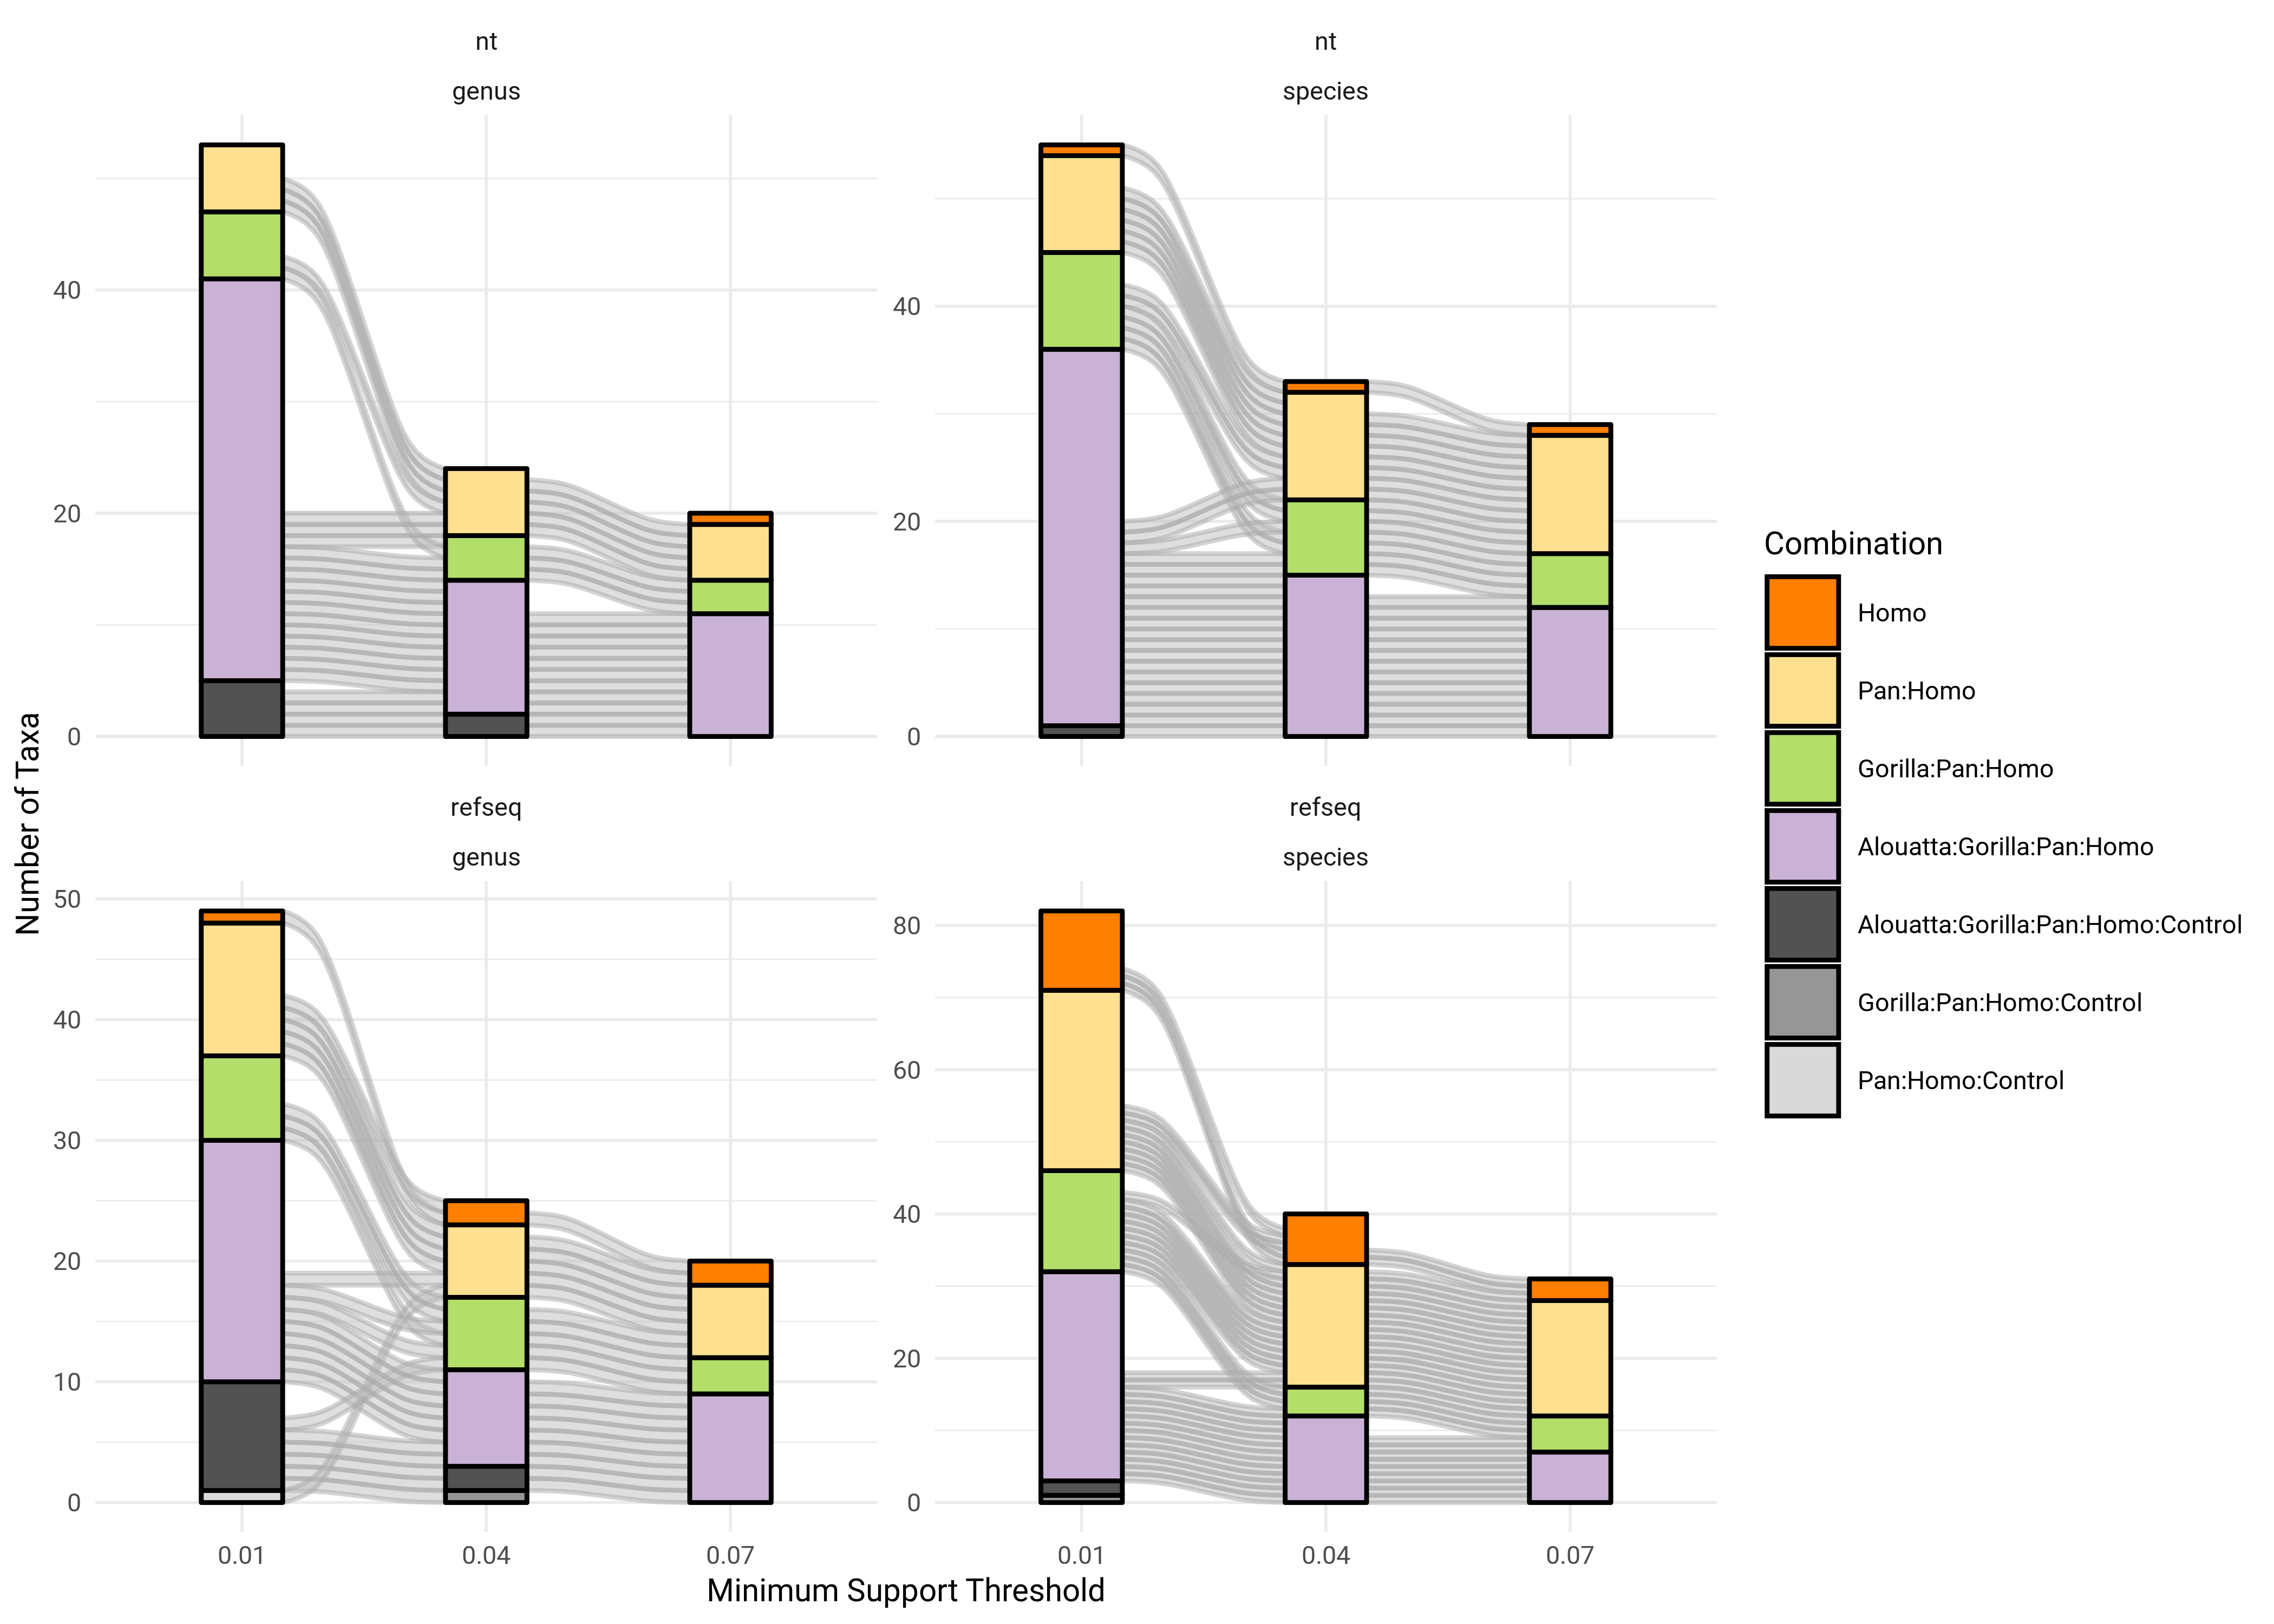 nt
genus
40
20
0
nt
species
40
20
0
refseq
genus
50
40
30
20
10
0
0.01
0.04
0.07
refseq
species
80
60
40
20
0
0.01
0.04
0.07
Number of Taxa
Minimum Support Threshold
Combination
Homo
Pan:Homo
Gorilla:Pan:Homo
Alouatta:Gorilla:Pan:Homo
Alouatta:Gorilla:Pan:Homo:Control
Gorilla:Pan:Homo:Control
Pan:Homo:Control